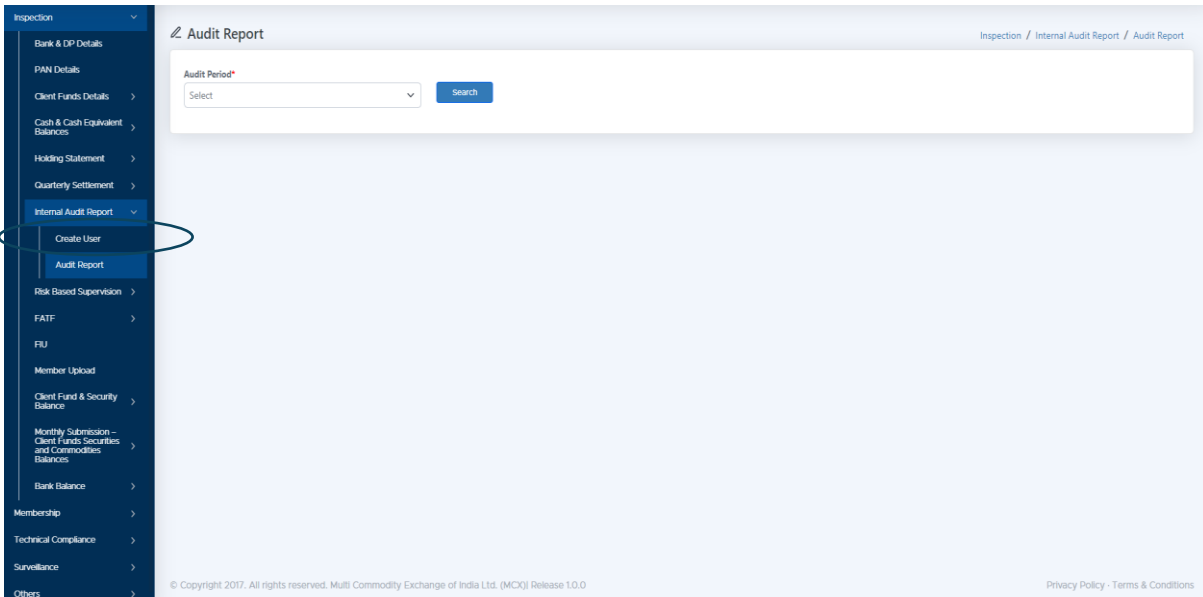 Inspection
Bank & DP Details
PAN Details
Client Funds Details
Cash & Cash Equivalent
Balances
Holding Statement
Quarterly Settlement
Internal Audit Report
Create User
Audit Report
Risk Based Supervision
FATF
FIU
Member Upload
Client Fund & Security
Balance
Monthly Submission –
Client Funds Securities
and Commodities
Balances
Bank Balance
Membership
Technical Compliance
Surveillance
Others
Audit Report
Inspection / Internal Audit Report / Audit Report
Audit Period*
Select
Search
© Copyright 2017. All rights reserved. Multi Commodity Exchange of India Ltd. (MCX)| Release 1.0.0
Privacy Policy - Terms & Conditions